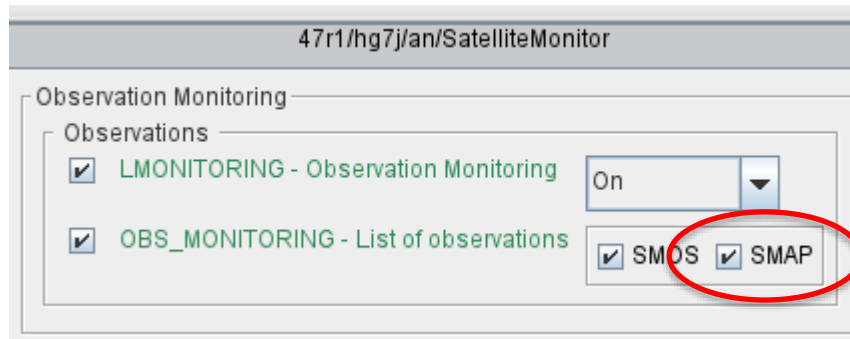 47r1/hg7j/an/SatelliteMonitor
Observation Monitoring
Observations
LMONITORING - Observation Monitoring On
OBS_MONITORING - List of observations SMOS SMAP